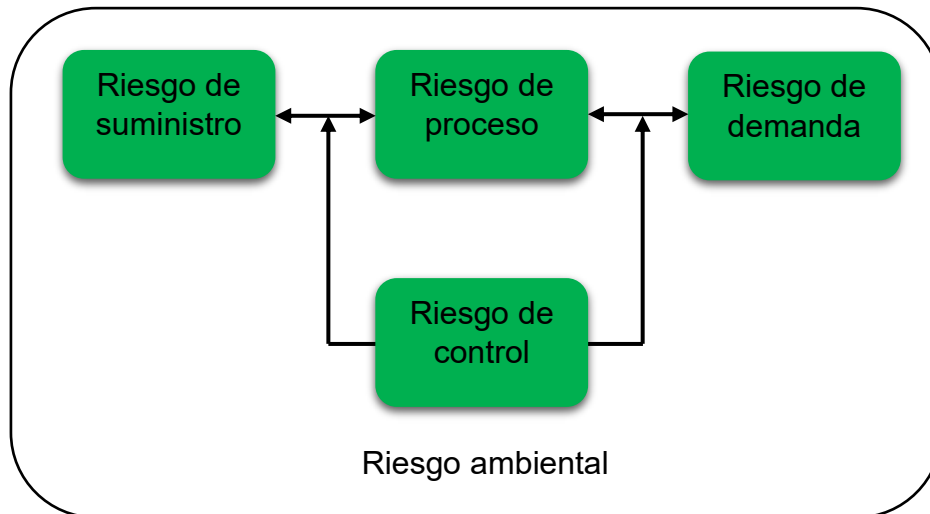 Riesgo de
suministro
Riesgo de
proceso
Riesgo de
demanda
Riesgo de
control
Riesgo ambiental